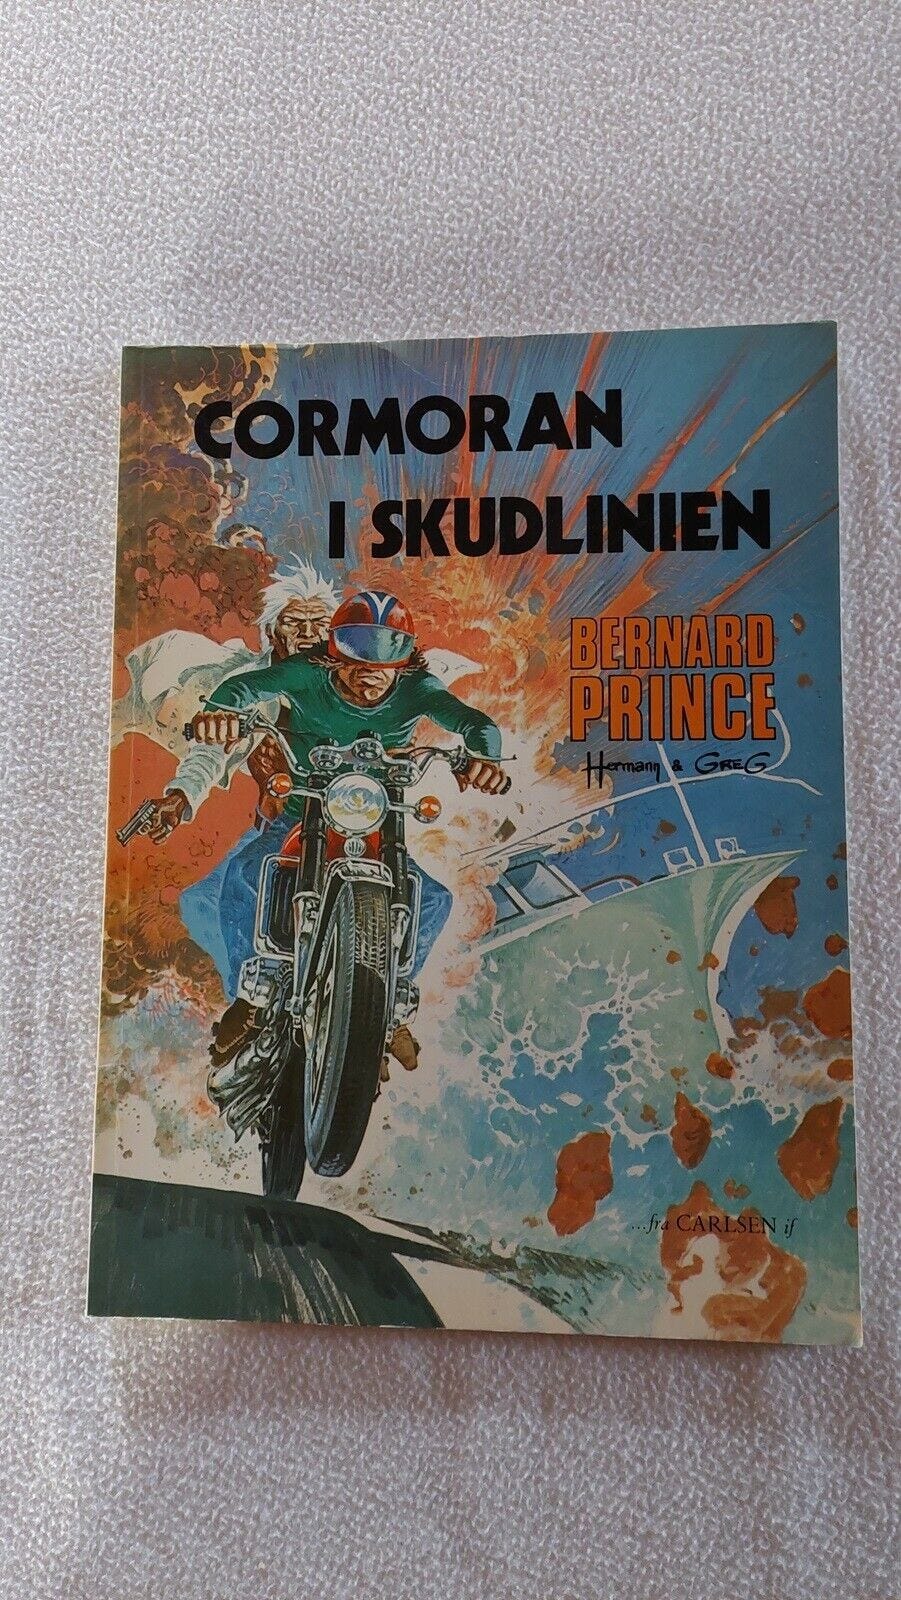 CORMORAN
I SKUDLINIEN
BERNARD
PRINCE
Hermann & GREG
...fra CARLSEN if